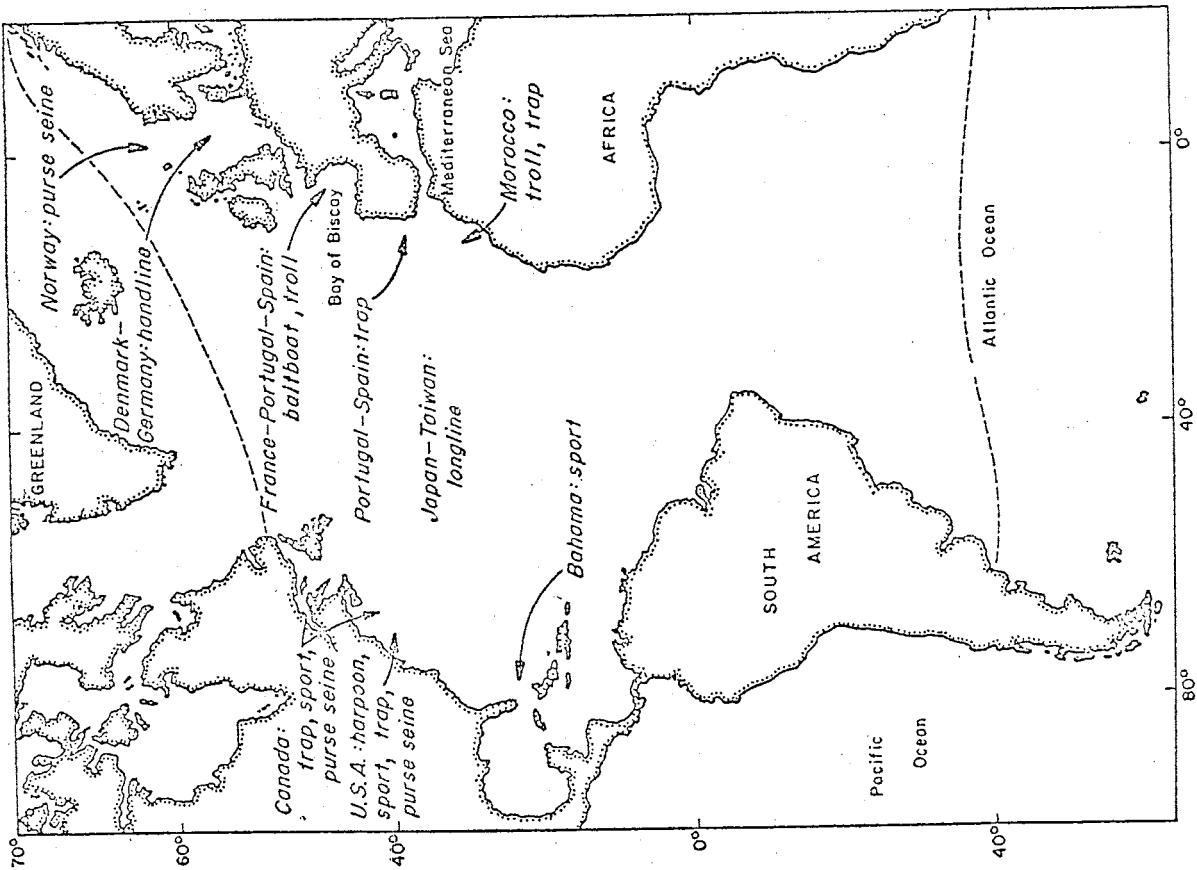 70°
60°
40°
0°
40°
80°
40°
0°
GREENLAND
Norway: purse seine
Denmark-
Germany: handline
France-Portugal-Spain:
baitboat, troll
Bay of Biscay
Portugal-Spain: trap
Mediterranean Sea
Morocco:
troll, trap
AFRICA
Japan-Taiwan:
longline
Canada:
trap, sport,
purse seine
U.S.A.: harpoon,
sport, trap,
purse seine
Bahama: sport
SOUTH
AMERICA
Atlantic Ocean
Pacific
Ocean